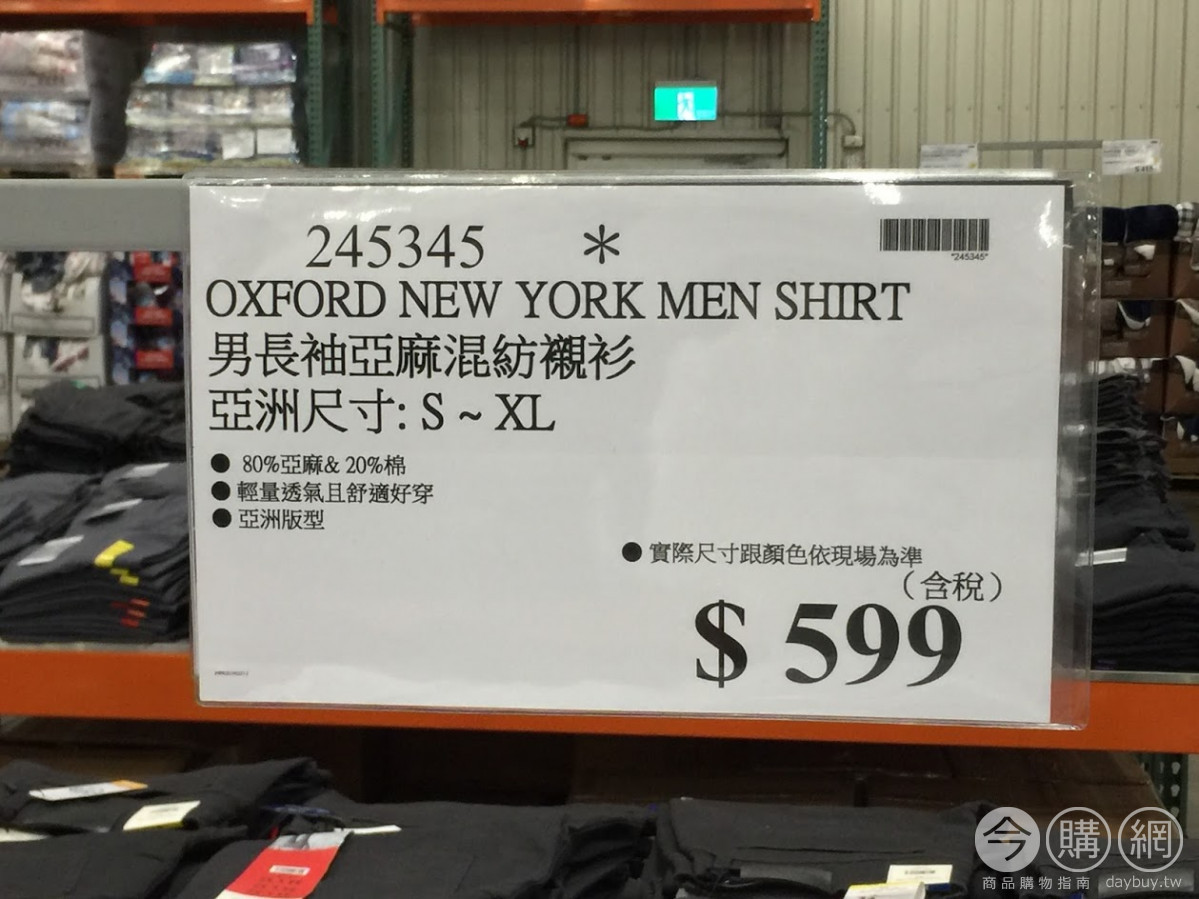 245345 *
"245345"
OXFORD NEW YORK MEN SHIRT
男長袖亞麻混紡襯衫
亞洲尺寸: S ~ XL
● 80%亞麻& 20%棉
● 輕量透氣且舒適好穿
● 亞洲版型
● 實際尺寸跟顏色依現場為準
(含稅)
$ 599
今購網
商品購物指南 daybuy.tw